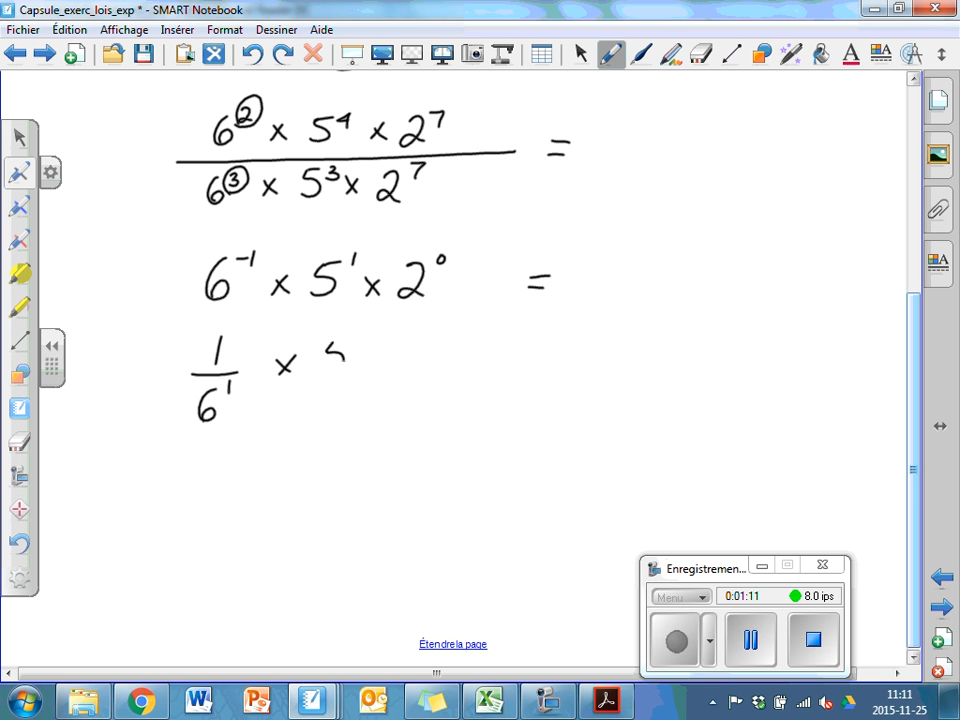 Capsule_exerc_lois_exp * - SMART Notebook
Fichier Édition Affichage Insérer Format Dessiner Aide
6² × 5⁴ × 2⁷ =
6³ × 5³ × 2⁷
6⁻¹ × 5¹ × 2⁰ =
1 ×
6¹
Enregistremen...
Menu 0:01:11 8.0 ips
Étendre la page
11:11
2015-11-25